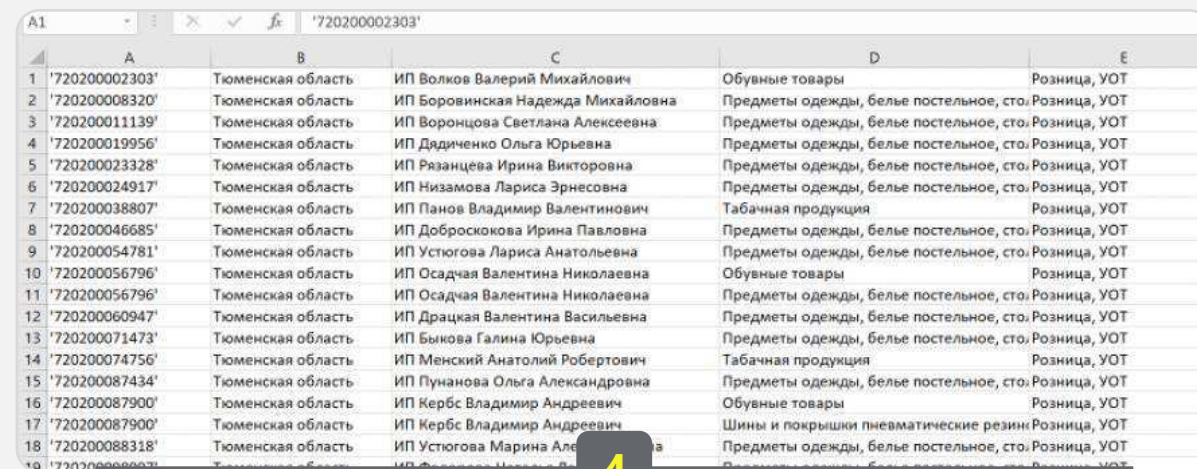 A1 fx '720200002303'
A B C D E
1 '720200002303' Тюменская область ИП Волков Валерий Михайлович Обувные товары Розница, УОТ
2 '720200008320' Тюменская область ИП Боровинская Надежда Михайловна Предметы одежды, белье постельное, сто Розница, УОТ
3 '720200011139' Тюменская область ИП Воронцова Светлана Алексеевна Предметы одежды, белье постельное, сто Розница, УОТ
4 '720200019956' Тюменская область ИП Дядиченко Ольга Юрьевна Предметы одежды, белье постельное, сто Розница, УОТ
5 '720200023328' Тюменская область ИП Рязанцева Ирина Викторовна Предметы одежды, белье постельное, сто Розница, УОТ
6 '720200024917' Тюменская область ИП Низамова Лариса Эрнесовна Предметы одежды, белье постельное, сто Розница, УОТ
7 '720200038807' Тюменская область ИП Панов Владимир Валентинович Табачная продукция Розница, УОТ
8 '720200046685' Тюменская область ИП Доброскокова Ирина Павловна Предметы одежды, белье постельное, сто Розница, УОТ
9 '720200054781' Тюменская область ИП Устюгова Лариса Анатольевна Предметы одежды, белье постельное, сто Розница, УОТ
10 '720200056796' Тюменская область ИП Осадчая Валентина Николаевна Обувные товары Розница, УОТ
11 '720200056796' Тюменская область ИП Осадчая Валентина Николаевна Предметы одежды, белье постельное, сто Розница, УОТ
12 '720200060947' Тюменская область ИП Драцкая Валентина Васильевна Предметы одежды, белье постельное, сто Розница, УОТ
13 '720200071473' Тюменская область ИП Быкова Галина Юрьевна Предметы одежды, белье постельное, сто Розница, УОТ
14 '720200074756' Тюменская область ИП Менский Анатолий Робертович Табачная продукция Розница, УОТ
15 '720200087434' Тюменская область ИП Пунанова Ольга Александровна Предметы одежды, белье постельное, сто Розница, УОТ
16 '720200087900' Тюменская область ИП Кербс Владимир Андреевич Обувные товары Розница, УОТ
17 '720200087900' Тюменская область ИП Кербс Владимир Андреевич Шины и покрышки пневматические резин Розница, УОТ
18 '720200088318' Тюменская область ИП Устюгова Марина Але на Предметы одежды, белье постельное, сто Розница, УОТ
4